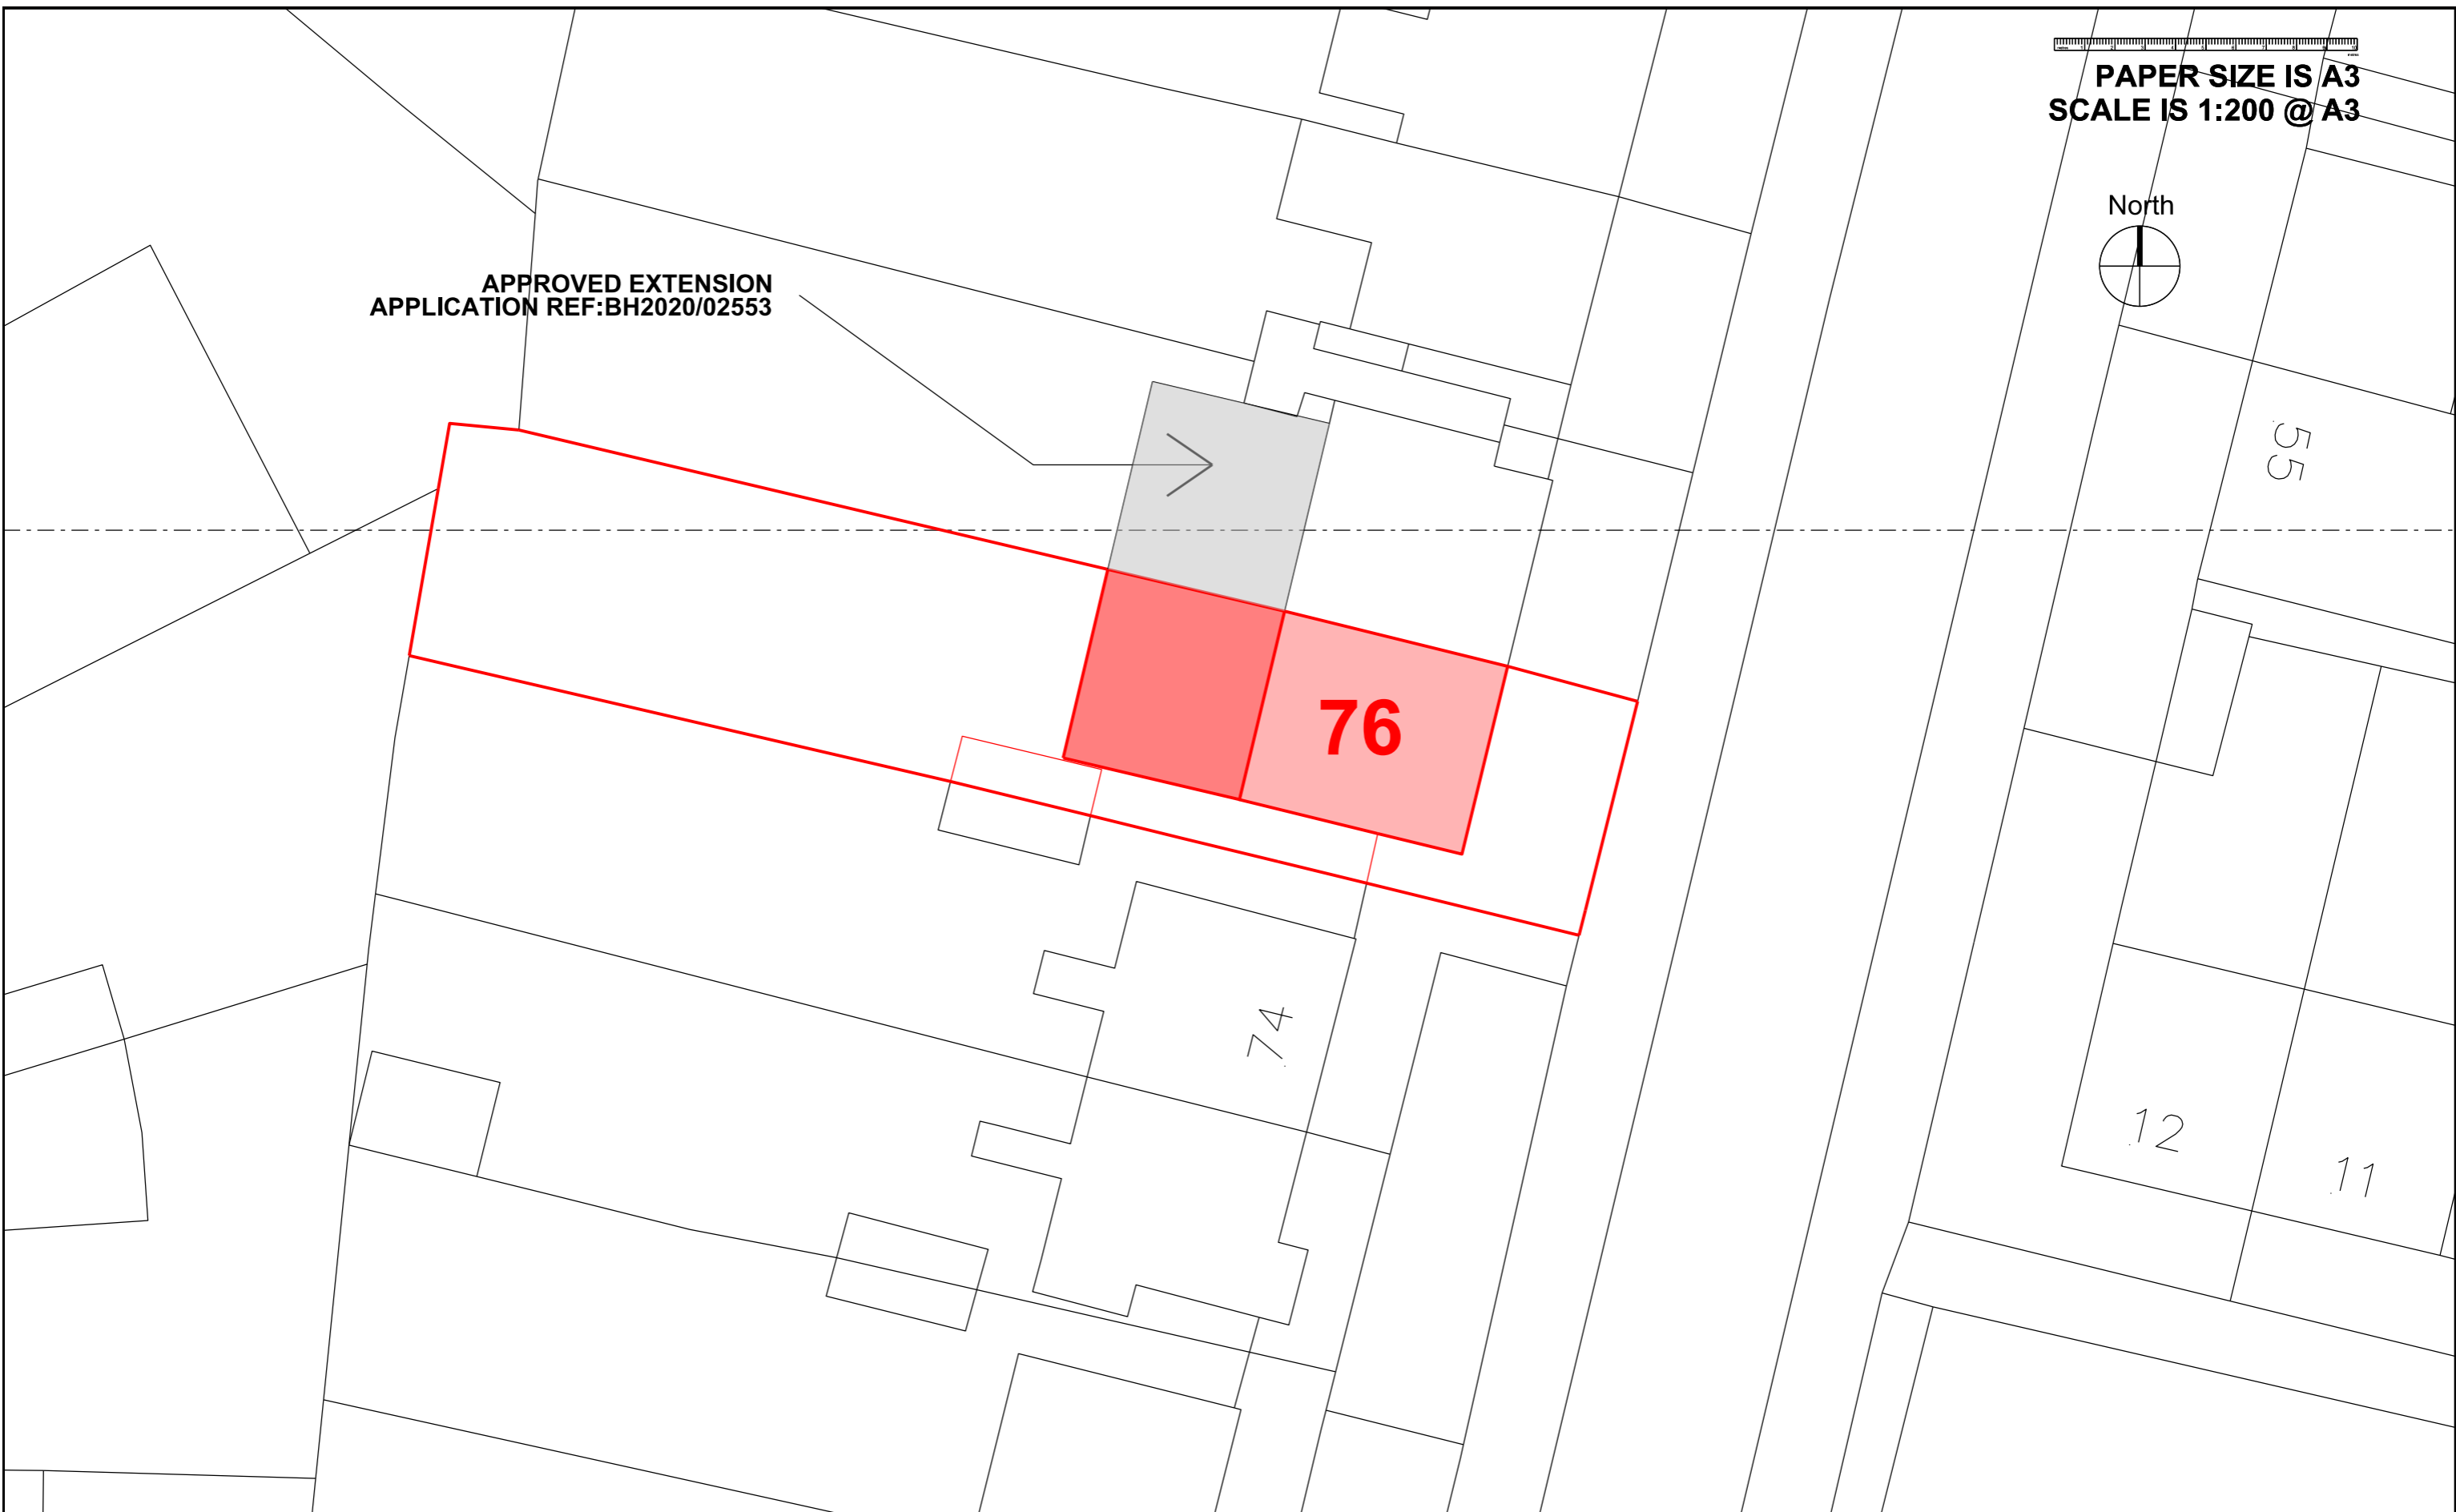 PAPER SIZE IS A3
SCALE IS 1:200 @ A3
North
APPROVED EXTENSION
APPLICATION REF:BH2020/02553
55
76
74
12
11